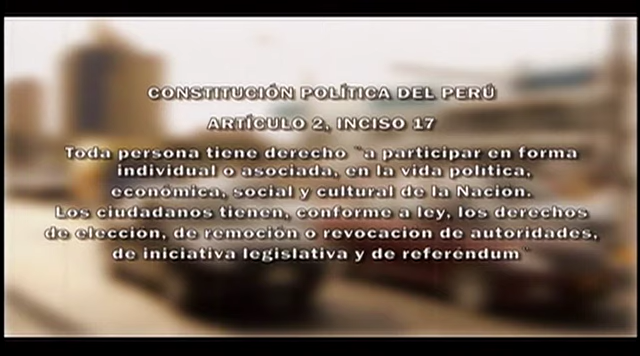 CONSTITUCIÓN POLÍTICA DEL PERÚ
ARTÍCULO 2, INCISO 17
Toda persona tiene derecho ¨a participar en forma
individual o asociada, en la vida política,
económica, social y cultural de la Nacion.
Los ciudadanos tienen, conforme a ley, los derechos
de eleccion, de remoción o revocacion de autoridades,
de iniciativa legislativa y de referéndum ¨